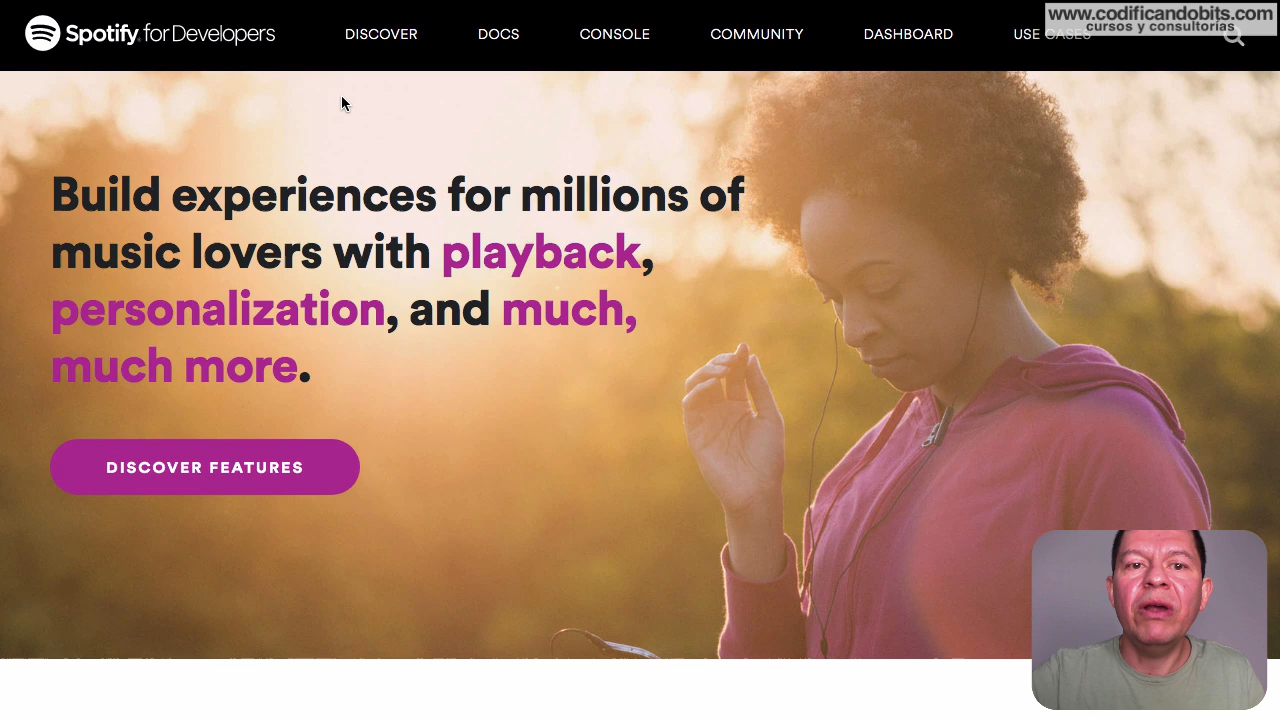 Spotify for Developers
DISCOVER
DOCS
CONSOLE
COMMUNITY
DASHBOARD
USE CASES
www.codificandobits.com
cursos y consultorías
Build experiences for millions of
music lovers with playback,
personalization, and much,
much more.
DISCOVER FEATURES